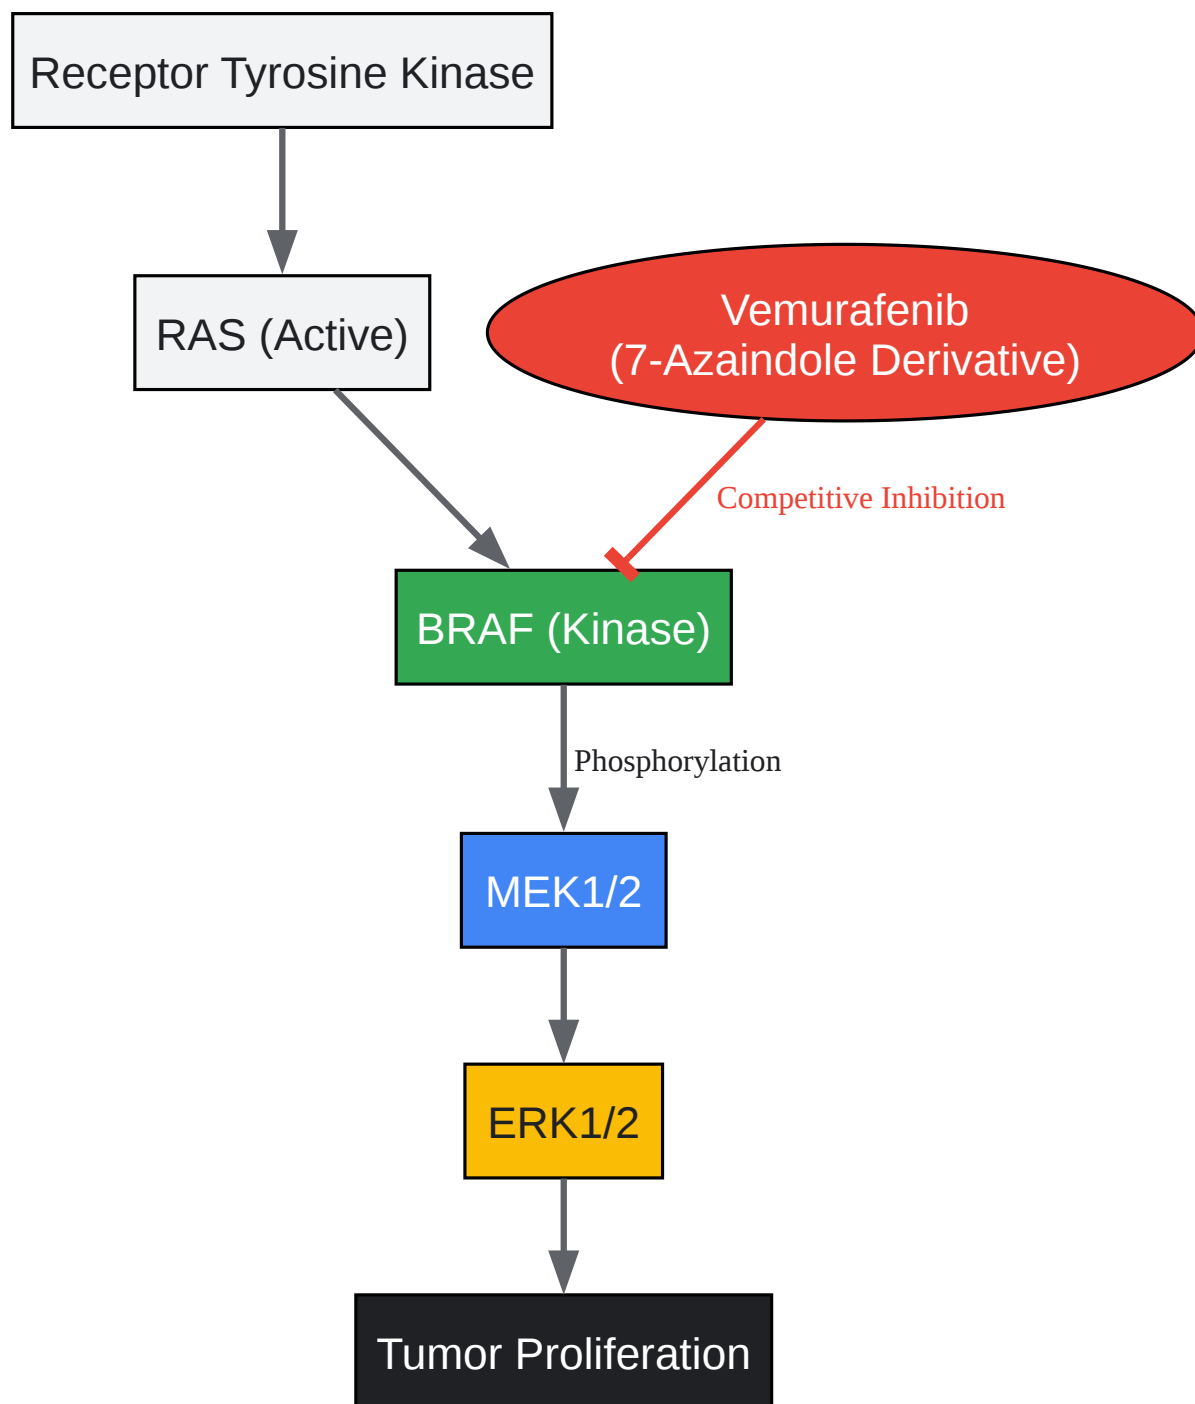 Receptor Tyrosine Kinase
RAS (Active)
Vemurafenib
(7-Azaindole Derivative)
Competitive Inhibition
BRAF (Kinase)
Phosphorylation
MEK1/2
ERK1/2
Tumor Proliferation